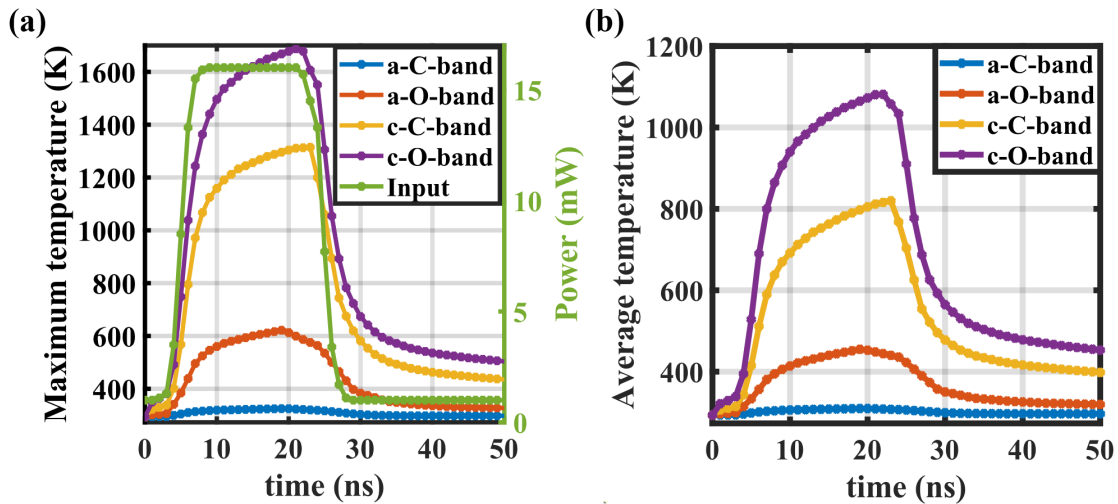 (a)
Maximum temperature (K)
1600
1400
1200
1000
800
600
400
0
10
20
30
40
50
time (ns)
a-C-band
a-O-band
c-C-band
c-O-band
Input
15
10
5
0
Power (mW)
(b)
Average temperature (K)
1200
1000
800
600
400
0
10
20
30
40
50
time (ns)
a-C-band
a-O-band
c-C-band
c-O-band